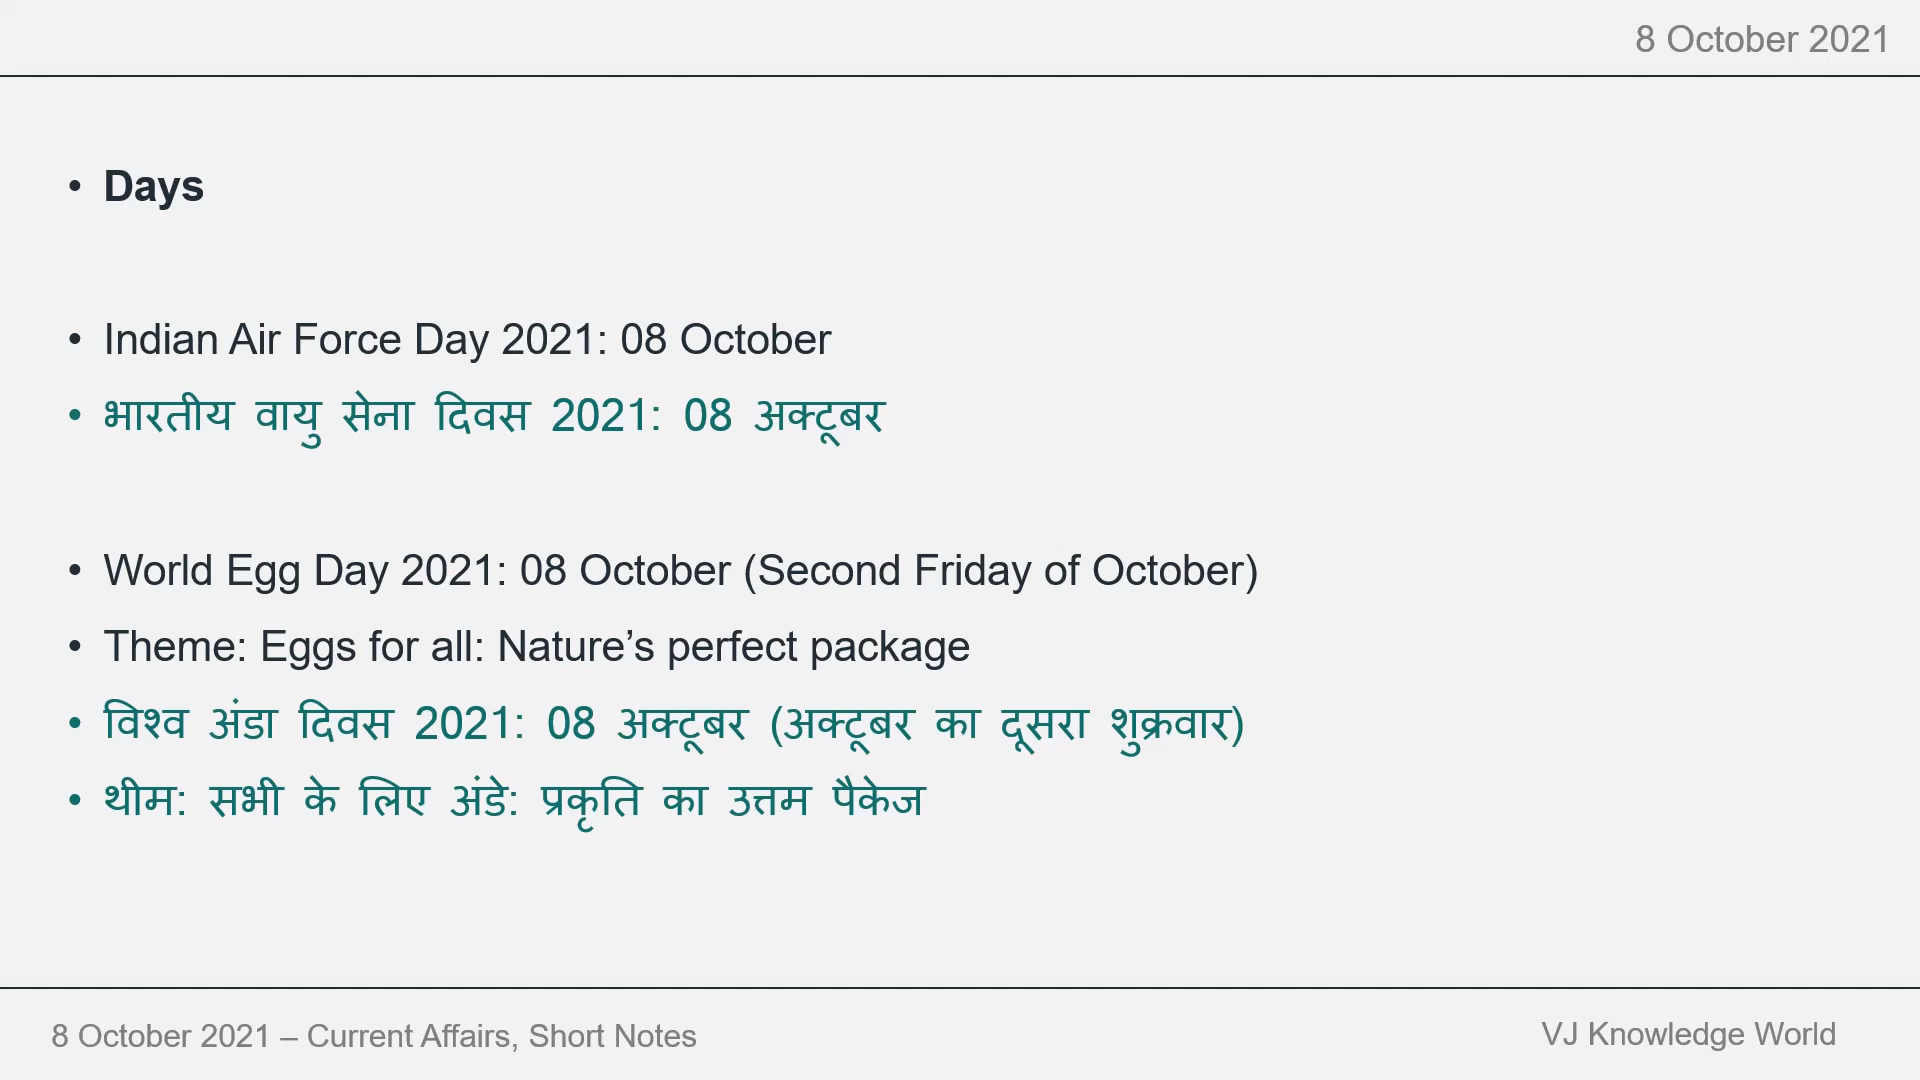 8 October 2021
• Days
• Indian Air Force Day 2021: 08 October
• भारतीय वायु सेना दिवस 2021: 08 अक्टूबर
• World Egg Day 2021: 08 October (Second Friday of October)
• Theme: Eggs for all: Nature’s perfect package
• विश्व अंडा दिवस 2021: 08 अक्टूबर (अक्टूबर का दूसरा शुक्रवार)
• थीम: सभी के लिए अंडे: प्रकृति का उत्तम पैकेज
8 October 2021 – Current Affairs, Short Notes
VJ Knowledge World